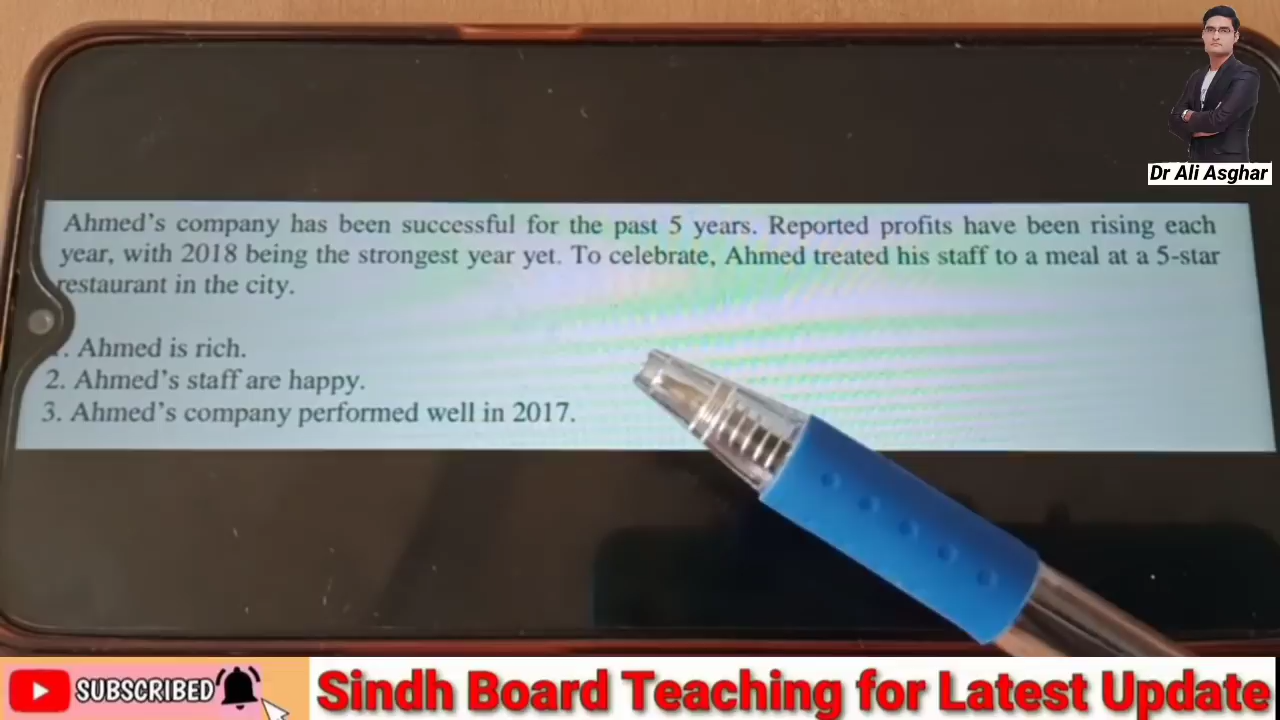 Dr Ali Asghar
Ahmed's company has been successful for the past 5 years. Reported profits have been rising each
year, with 2018 being the strongest year yet. To celebrate, Ahmed treated his staff to a meal at a 5-star
restaurant in the city.
. Ahmed is rich.
2. Ahmed's staff are happy.
3. Ahmed's company performed well in 2017.
SUBSCRIBED
Sindh Board Teaching for Latest Update